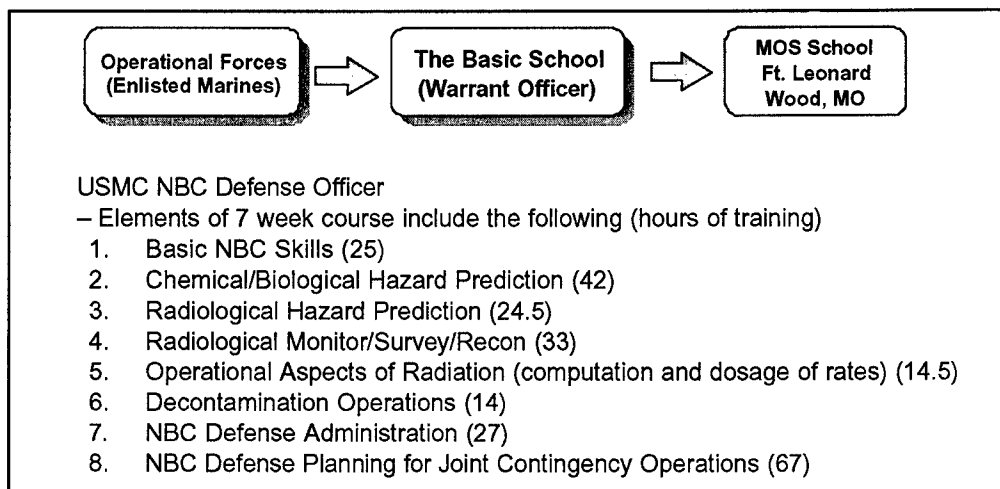 Operational Forces
(Enlisted Marines)
The Basic School
(Warrant Officer)
MOS School
Ft. Leonard
Wood, MO
USMC NBC Defense Officer
– Elements of 7 week course include the following (hours of training)
1. Basic NBC Skills (25)
2. Chemical/Biological Hazard Prediction (42)
3. Radiological Hazard Prediction (24.5)
4. Radiological Monitor/Survey/Recon (33)
5. Operational Aspects of Radiation (computation and dosage of rates) (14.5)
6. Decontamination Operations (14)
7. NBC Defense Administration (27)
8. NBC Defense Planning for Joint Contingency Operations (67)